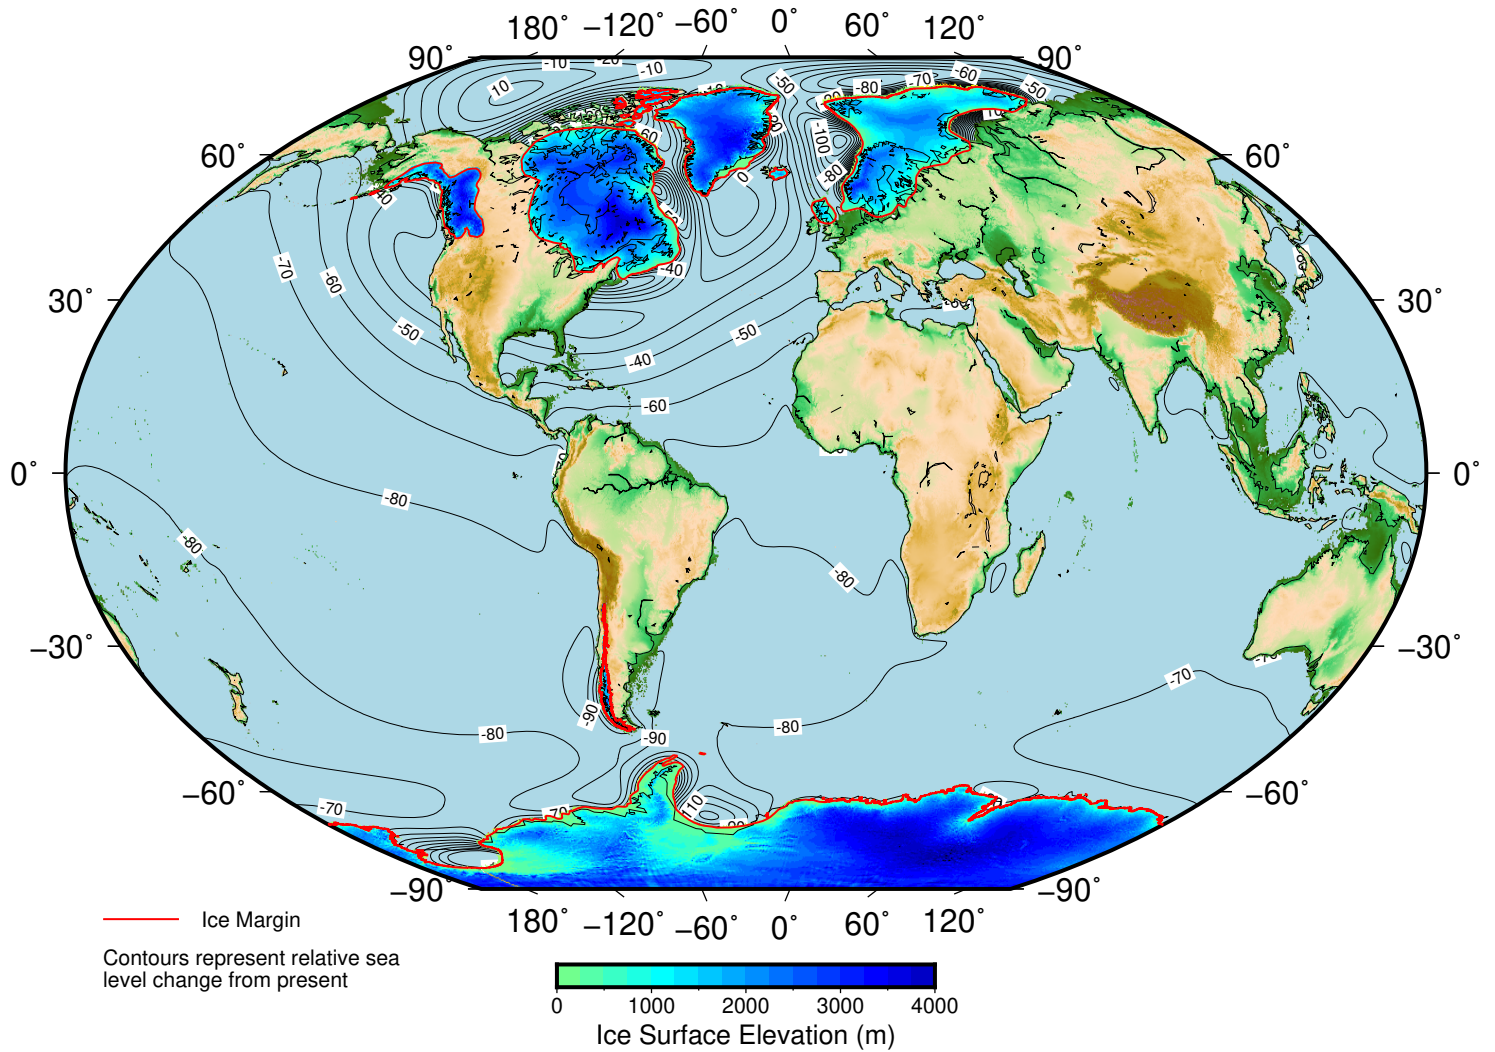 180° −120° −60° 0° 60° 120°
90° 90°
-10 -20 -10 -50 -80 -70 -60 -50
10
60° 60°
-100
-80
0
-40
-70 -60 -40
30° 30°
-50 -50
-40
-60
0° 0°
-80
-80 -80
−30° −30°
-70
-90 -80
-80 -90
−60° −60°
-70
−90° −90°
180° −120° −60° 0° 60° 120°
Ice Margin
Contours represent relative sea
level change from present
0 1000 2000 3000 4000
Ice Surface Elevation (m)